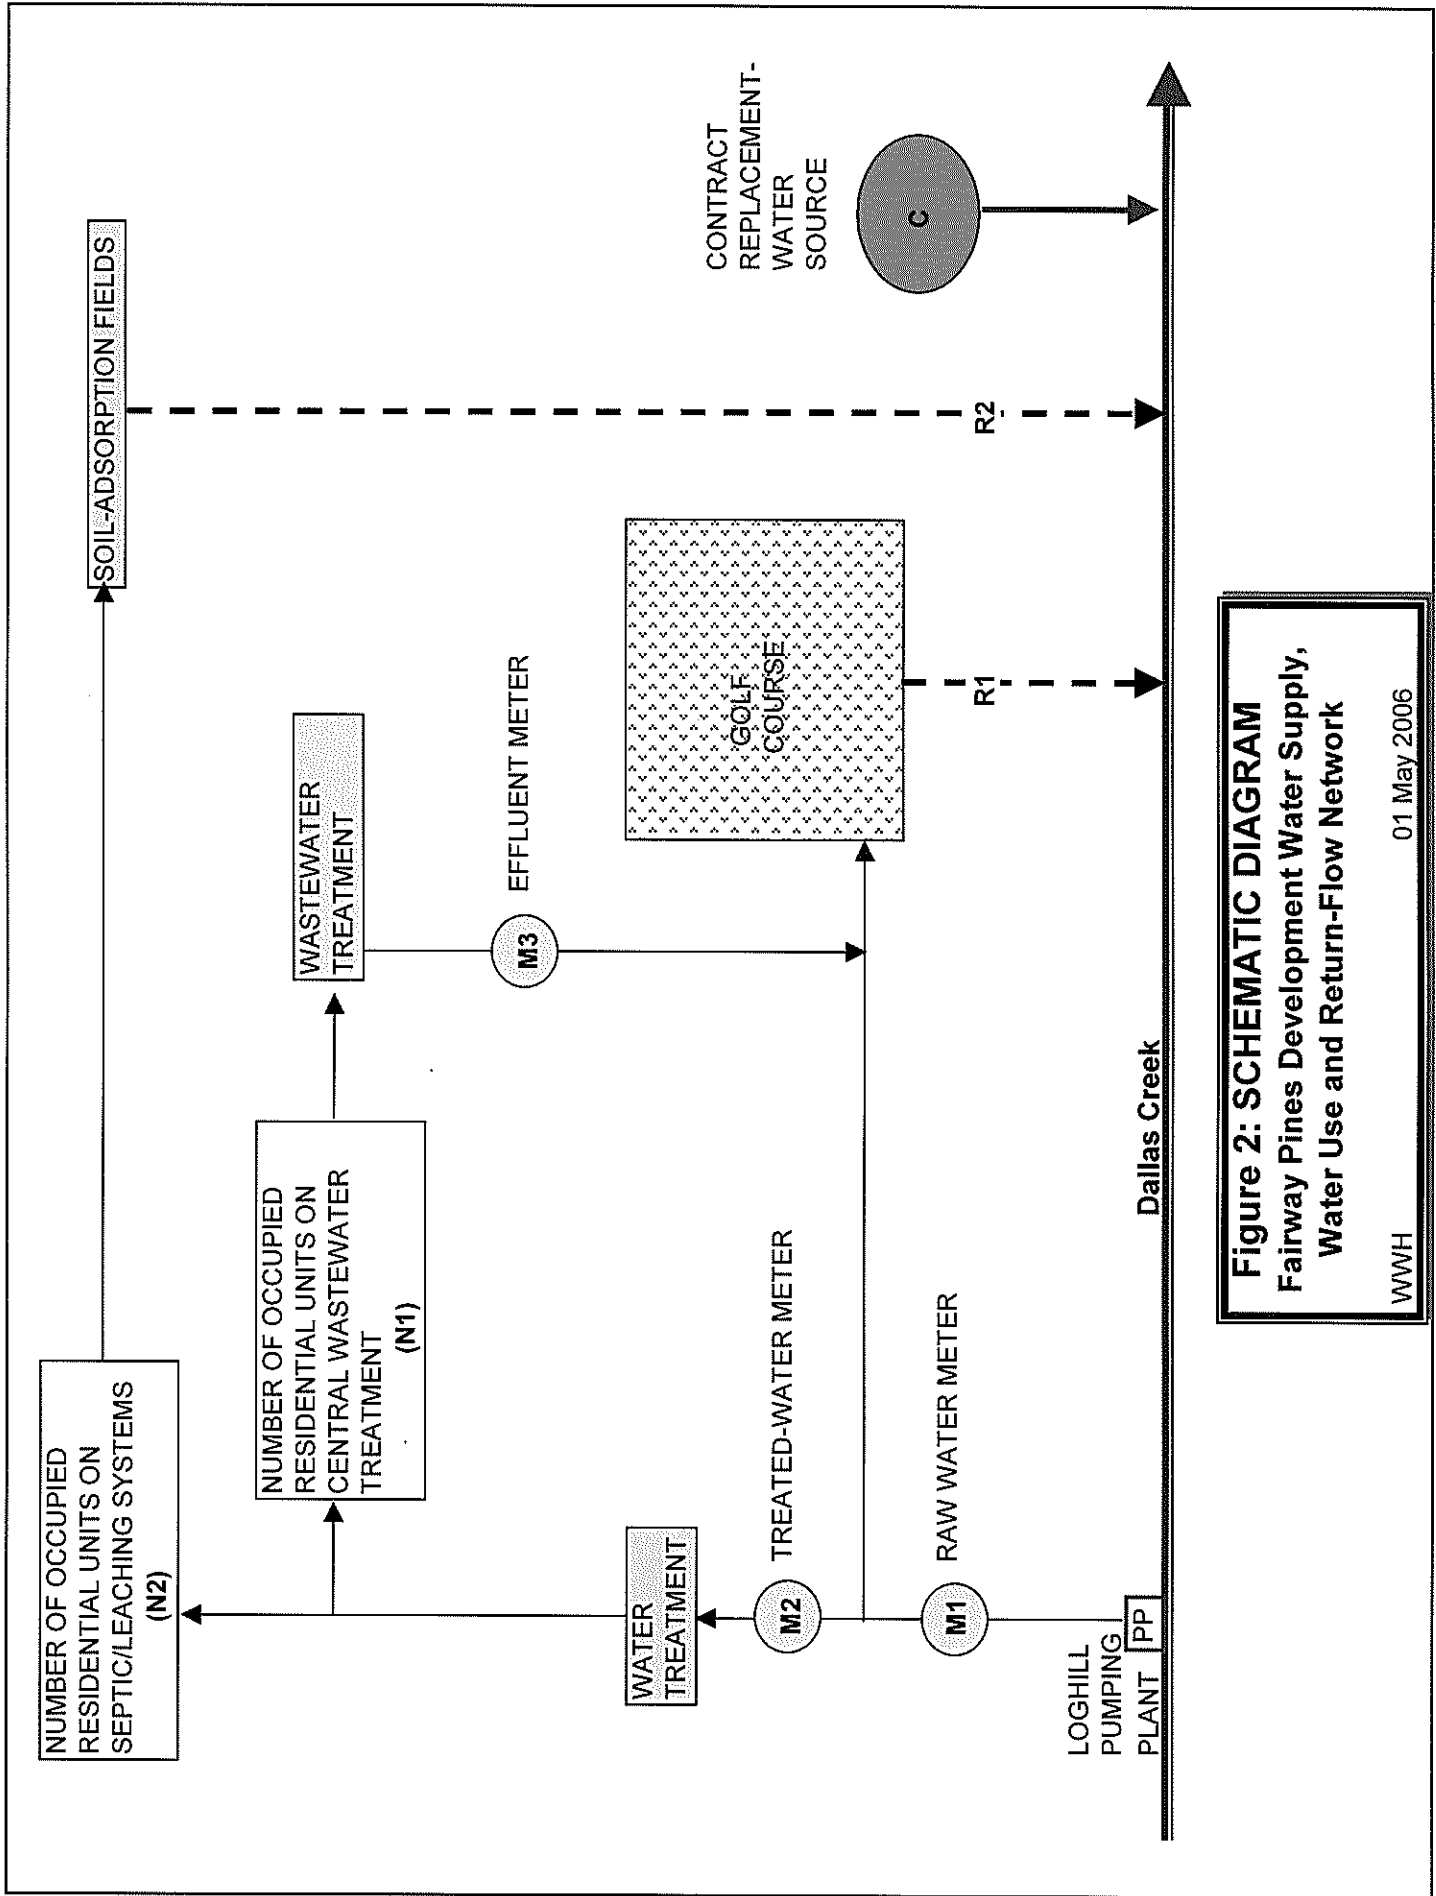 NUMBER OF OCCUPIED
RESIDENTIAL UNITS ON
SEPTIC/LEACHING SYSTEMS
(N2)
SOIL-ADSORPTION FIELDS
NUMBER OF OCCUPIED
RESIDENTIAL UNITS ON
CENTRAL WASTEWATER
TREATMENT
(N1)
WASTEWATER
TREATMENT
WATER
TREATMENT
M3
EFFLUENT METER
M2
TREATED-WATER METER
GOLF
COURSE
CONTRACT
REPLACEMENT-
WATER
SOURCE
C
M1
RAW WATER METER
R1
R2
LOGHILL
PUMPING
PLANT
PP
Dallas Creek
Figure 2: SCHEMATIC DIAGRAM
Fairway Pines Development Water Supply,
Water Use and Return-Flow Network
WWH
01 May 2006